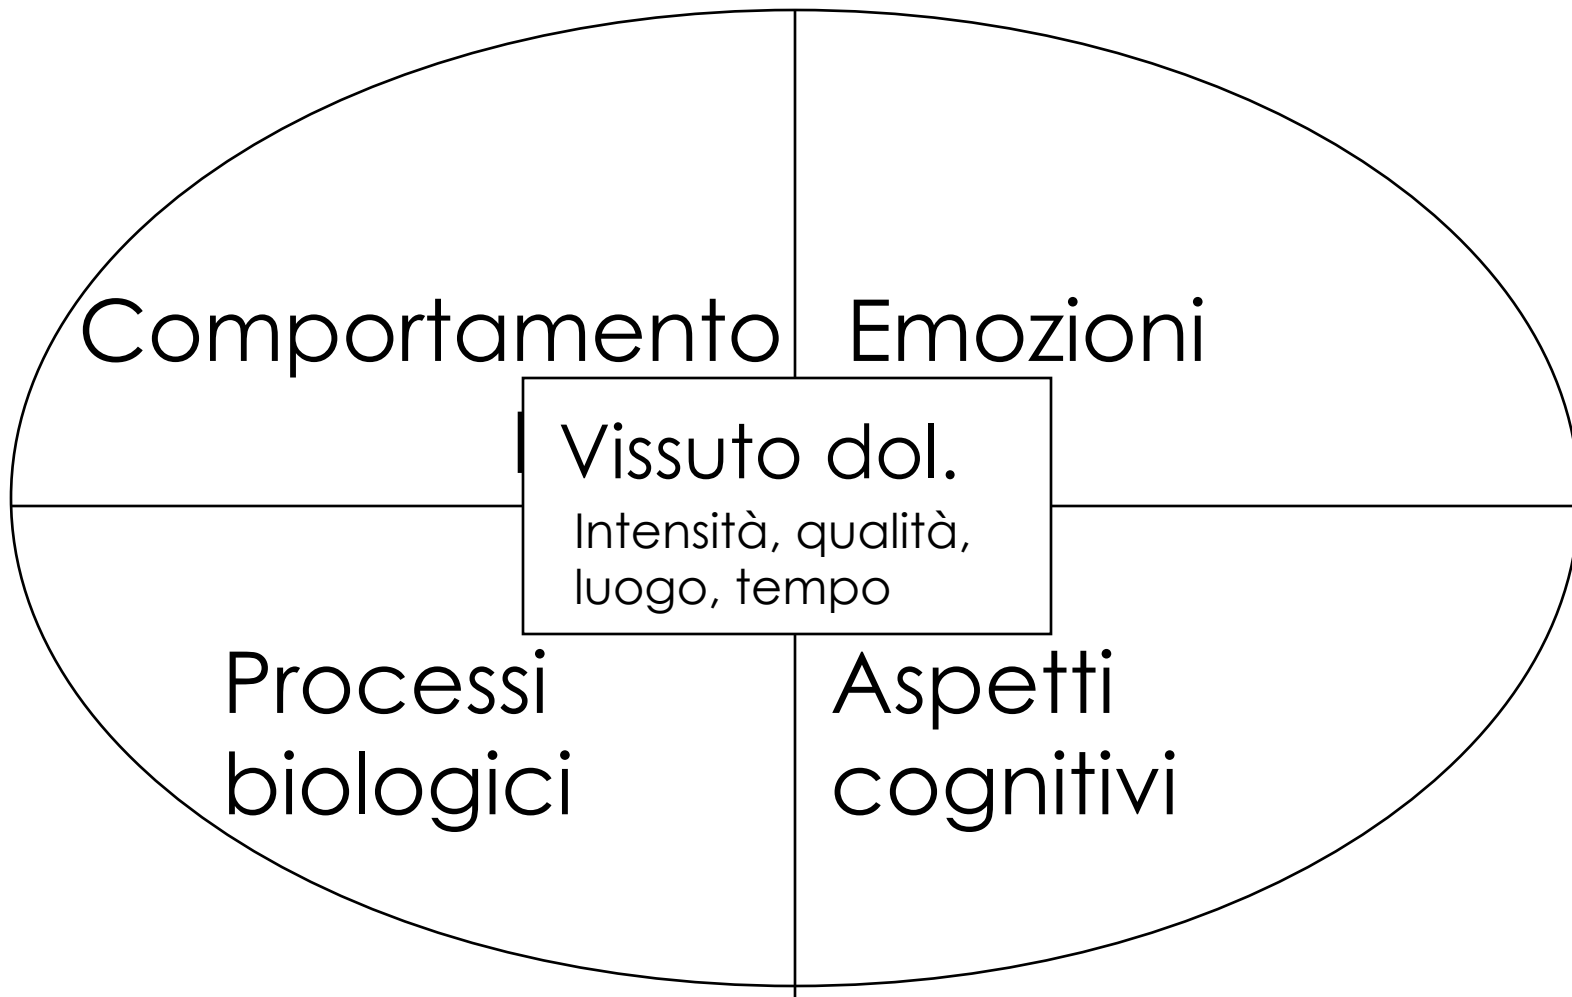 Comportamento
Emozioni
Vissuto dol.
Intensità, qualità,
luogo, tempo
Processi
biologici
Aspetti
cognitivi